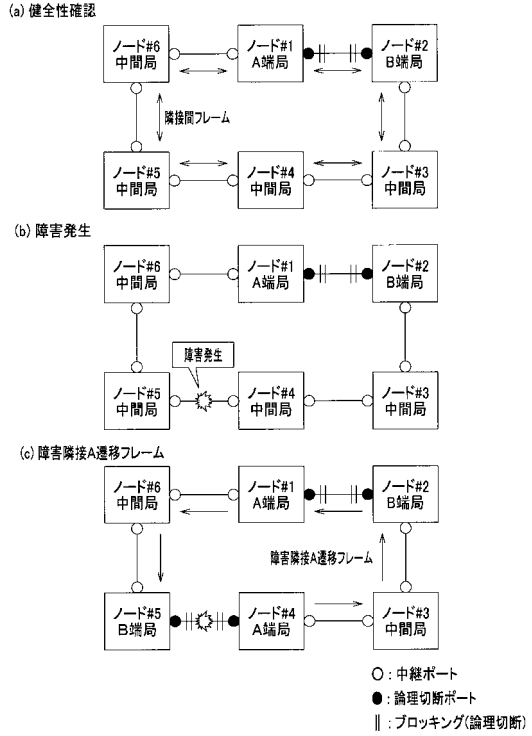 (a) 健全性確認
ノード#6
中間局
ノード#1
A端局
ノード#2
B端局
隣接間フレーム
ノード#5
中間局
ノード#4
中間局
ノード#3
中間局
(b) 障害発生
ノード#6
中間局
ノード#1
A端局
ノード#2
B端局
障害発生
ノード#5
中間局
ノード#4
中間局
ノード#3
中間局
(c) 障害隣接A遷移フレーム
ノード#6
中間局
ノード#1
A端局
ノード#2
B端局
障害隣接A遷移フレーム
ノード#5
B端局
ノード#4
A端局
ノード#3
中間局
○:中継ポート
●:論理切断ポート
∥:ブロッキング(論理切断)